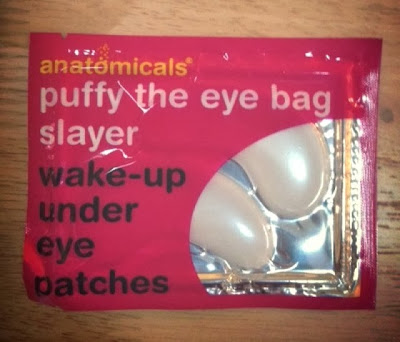 anatomicals®
puffy the eye bag
slayer
wake-up
under
eye
patches